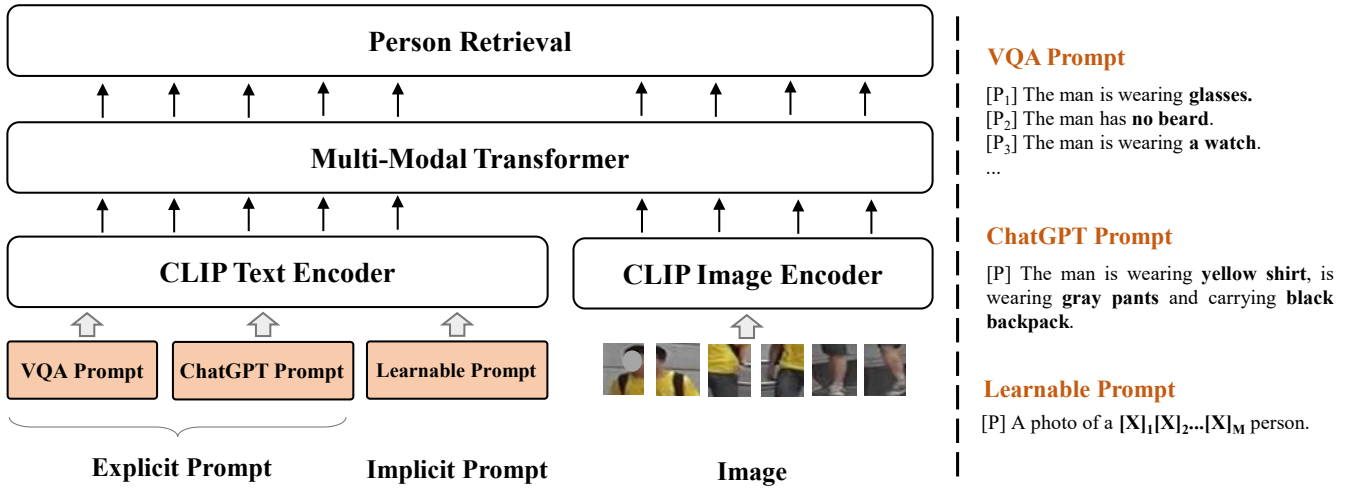 Person Retrieval
Multi-Modal Transformer
CLIP Text Encoder
CLIP Image Encoder
VQA Prompt
ChatGPT Prompt
Learnable Prompt
Explicit Prompt
Implicit Prompt
Image
VQA Prompt
[P1] The man is wearing glasses.
[P2] The man has no beard.
[P3] The man is wearing a watch.
...
ChatGPT Prompt
[P] The man is wearing yellow shirt, is
wearing gray pants and carrying black
backpack.
Learnable Prompt
[P] A photo of a [X]1[X]2...[X]M person.